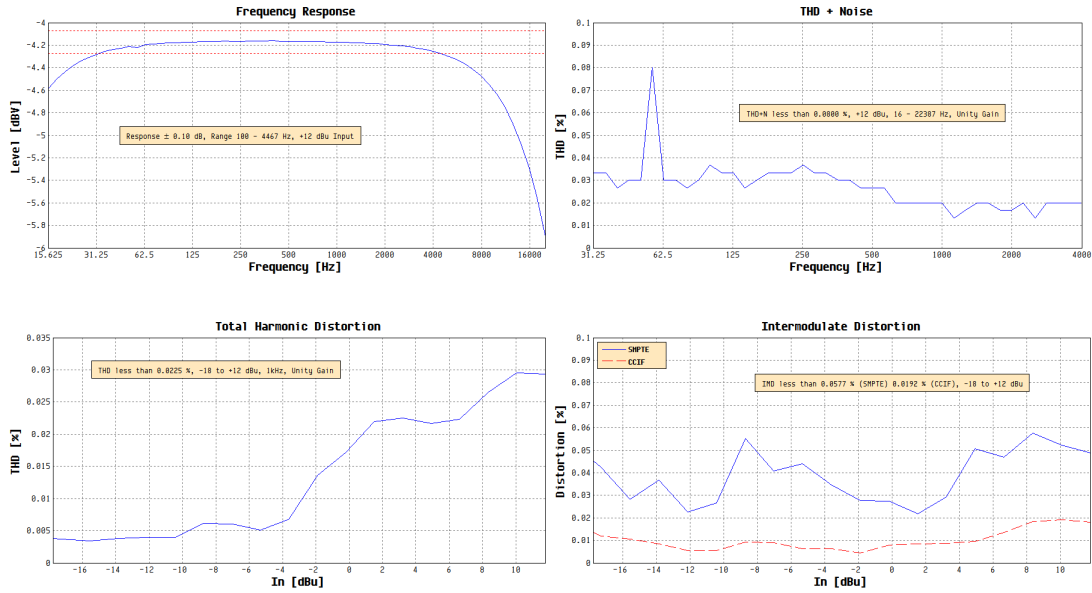 Frequency Response
-4
-4.2
-4.4
-4.6
-4.8
-5
-5.2
-5.4
-5.6
-5.8
-6
Level [dBV]
Response ± 0.10 dB, Range 100 - 4467 Hz, +12 dBu Input
15.625 31.25 62.5 125 250 500 1000 2000 4000 8000 16000
Frequency [Hz]
THD + Noise
0.1
0.09
0.08
0.07
0.06
0.05
0.04
0.03
0.02
0.01
0
THD [%]
THD+N less than 0.0800 %, +12 dBu, 16 - 22387 Hz, Unity Gain
31.25 62.5 125 250 500 1000 2000 4000
Frequency [Hz]
Total Harmonic Distortion
0.035
0.03
0.025
0.02
0.015
0.01
0.005
0
THD [%]
THD less than 0.0225 %, -18 to +12 dBu, 1kHz, Unity Gain
-16 -14 -12 -10 -8 -6 -4 -2 0 2 4 6 8 10
In [dBu]
Intermodulate Distortion
0.1
0.09
0.08
0.07
0.06
0.05
0.04
0.03
0.02
0.01
0
Distortion [%]
SMPTE
CCIF
IMD less than 0.0577 % (SMPTE) 0.0192 % (CCIF), -18 to +12 dBu
-16 -14 -12 -10 -8 -6 -4 -2 0 2 4 6 8 10
In [dBu]